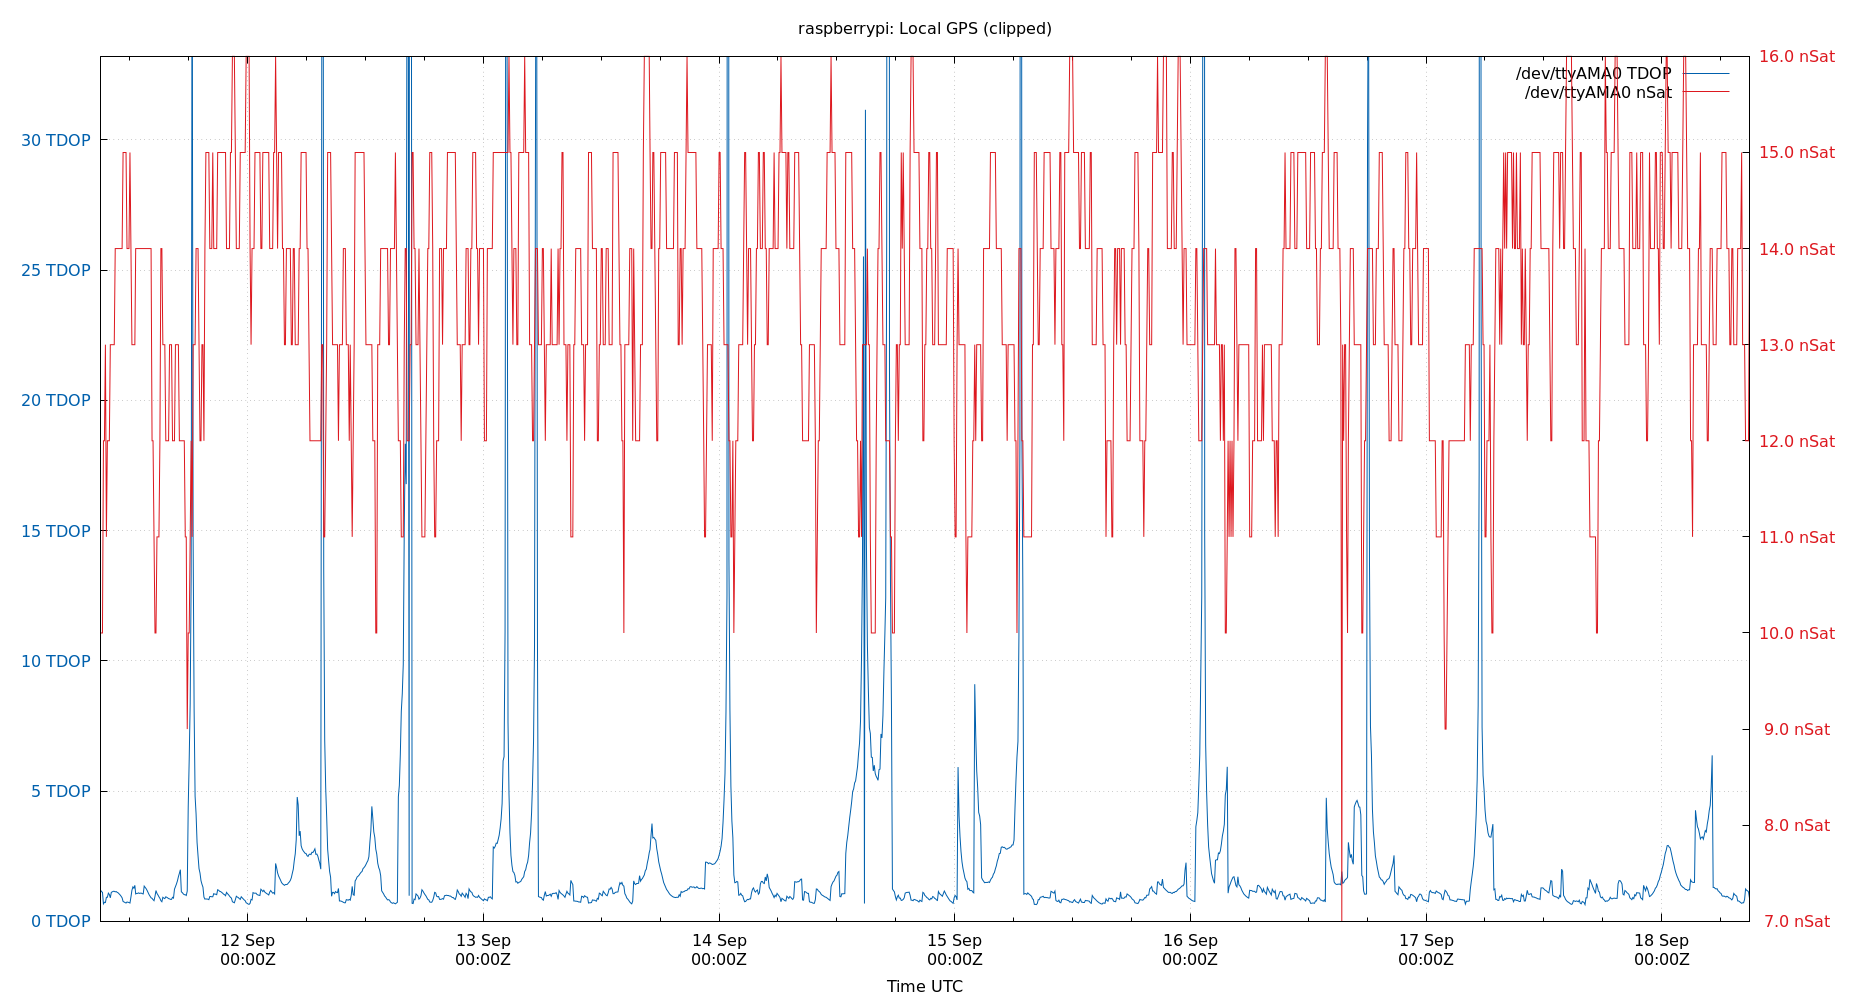 raspberrypi: Local GPS (clipped)
/dev/ttyAMA0 TDOP
/dev/ttyAMA0 nSat
30 TDOP
25 TDOP
20 TDOP
15 TDOP
10 TDOP
5 TDOP
0 TDOP
16.0 nSat
15.0 nSat
14.0 nSat
13.0 nSat
12.0 nSat
11.0 nSat
10.0 nSat
9.0 nSat
8.0 nSat
7.0 nSat
12 Sep
00:00Z
13 Sep
00:00Z
14 Sep
00:00Z
15 Sep
00:00Z
16 Sep
00:00Z
17 Sep
00:00Z
18 Sep
00:00Z
Time UTC